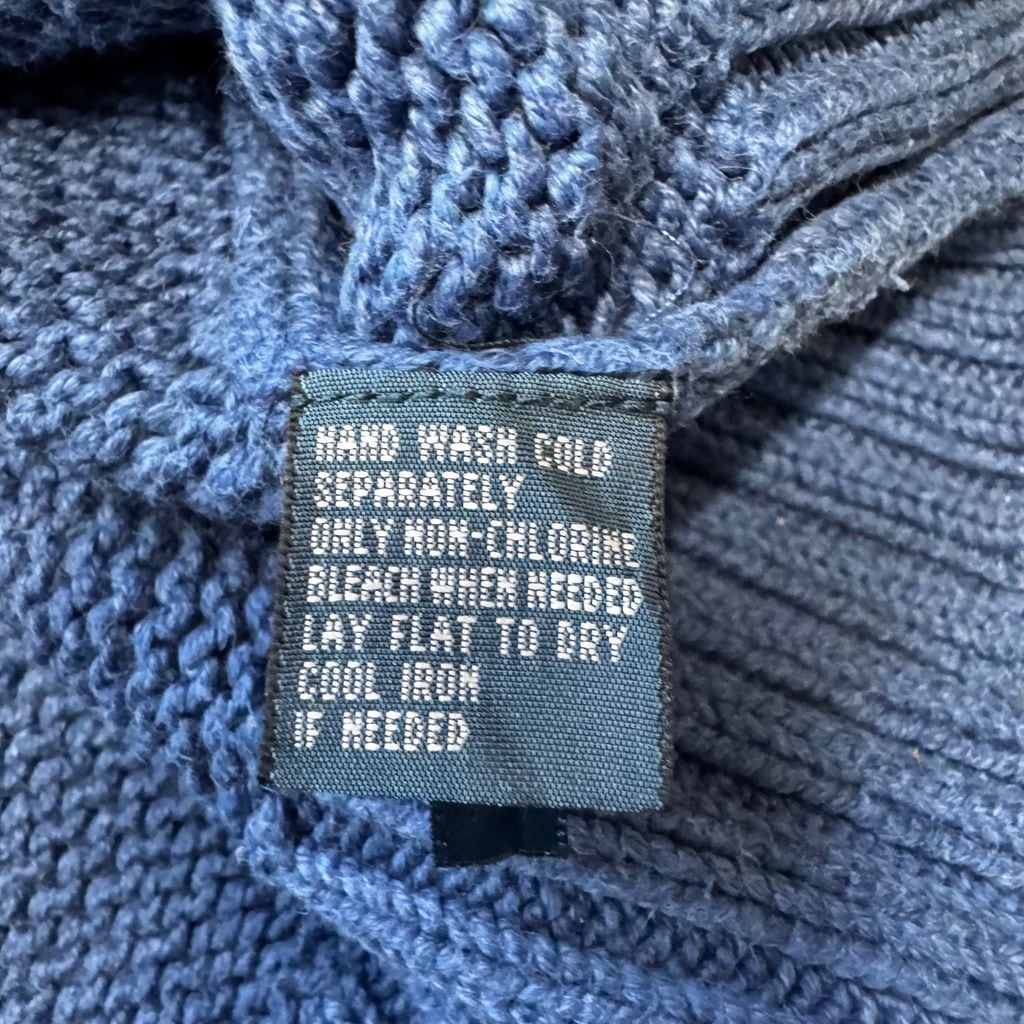 HAND WASH COLD
SEPARATELY
ONLY NON-CHLORINE
BLEACH WHEN NEEDED
LAY FLAT TO DRY
COOL IRON
IF NEEDED